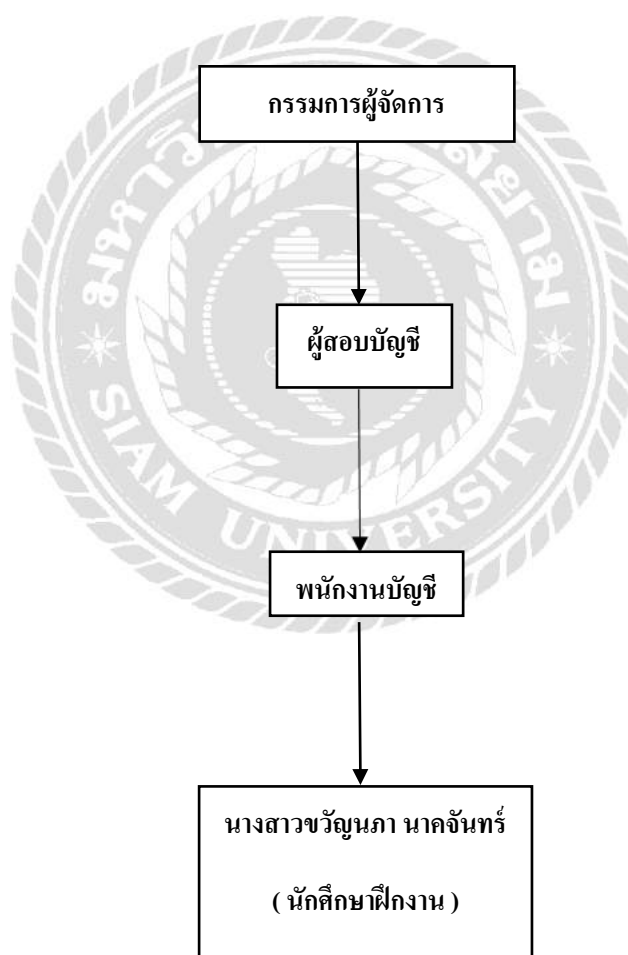 กรรมการผู้จัดการ
ผู้สอบบัญชี
พนักงานบัญชี
นางสาวขวัญนภา นาคจันทร์
( นักศึกษาฝึกงาน )
SIAM UNIVERSITY